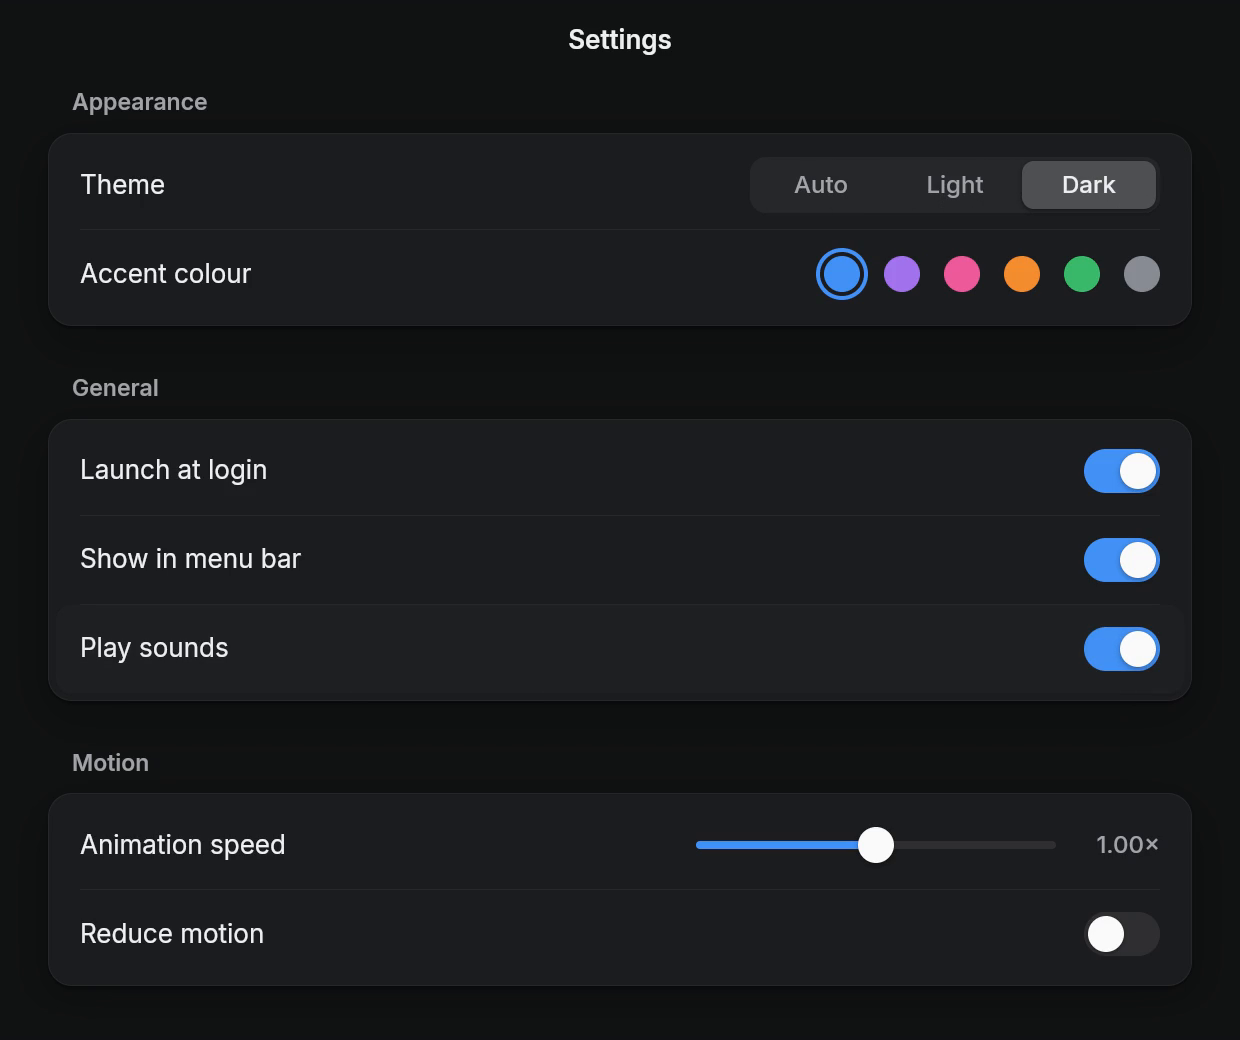 Settings
Appearance
Theme Auto Light Dark
Accent colour
General
Launch at login
Show in menu bar
Play sounds
Motion
Animation speed 1.00×
Reduce motion